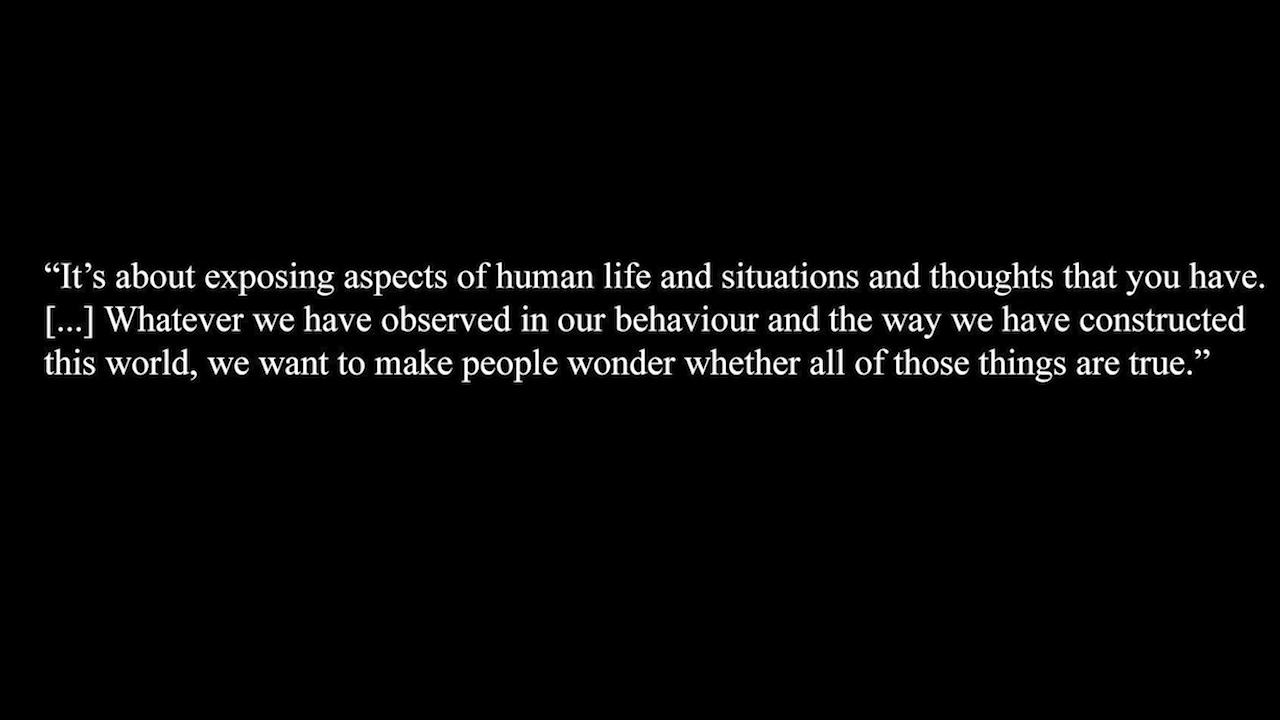 “It’s about exposing aspects of human life and situations and thoughts that you have.
[...] Whatever we have observed in our behaviour and the way we have constructed
this world, we want to make people wonder whether all of those things are true.”